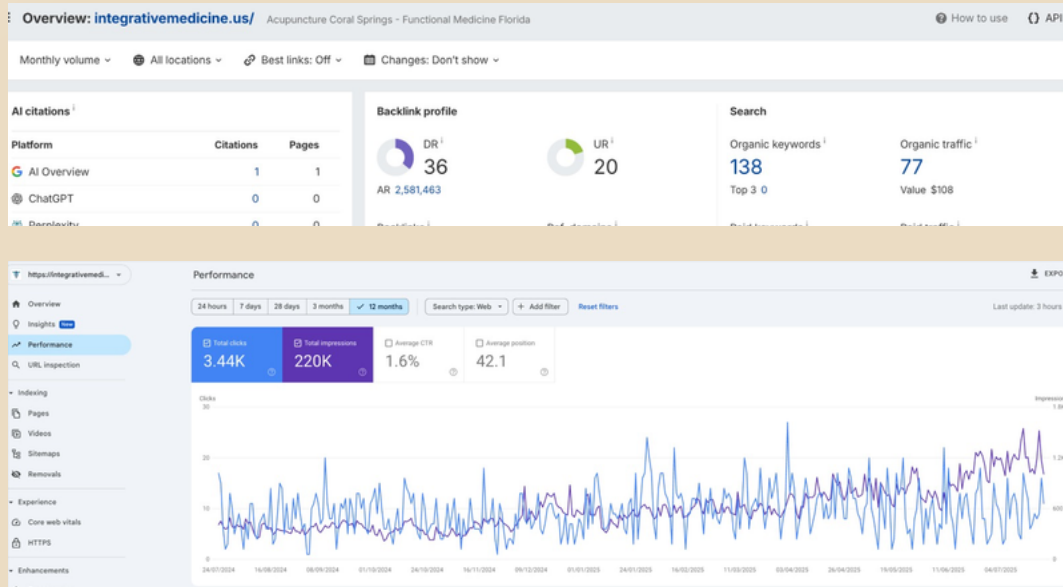 Overview: integrativemedicine.us/ Acupuncture Coral Springs - Functional Medicine Florida How to use {} API
Monthly volume All locations Best links: Off Changes: Don't show
AI citations Backlink profile Search
Platform Citations Pages DR UR Organic keywords Organic traffic
36 20 138 77
AI Overview 1 1
AR 2,581,463 Top 3 0 Value $108
ChatGPT 0 0
Perplexity 0 0
https://integrativemedi... Performance EXPO
24 hours 7 days 28 days 3 months 12 months Search type: Web + Add filter Reset filters Last update: 3 hours
Overview
Insights New
Performance
URL inspection
Indexing
Pages
Videos
Sitemaps
Removals
Experience
Core web vitals
HTTPS
Enhancements
Total clicks Total impressions Average CTR Average position
3.44K 220K 1.6% 42.1
Clicks Impression
30
20
10 600
0 0
24/07/2024 16/08/2024 08/09/2024 01/10/2024 24/10/2024 16/11/2024 09/12/2024 01/01/2025 24/01/2025 16/02/2025 11/03/2025 03/04/2025 26/04/2025 19/05/2025 11/06/2025 04/07/2025